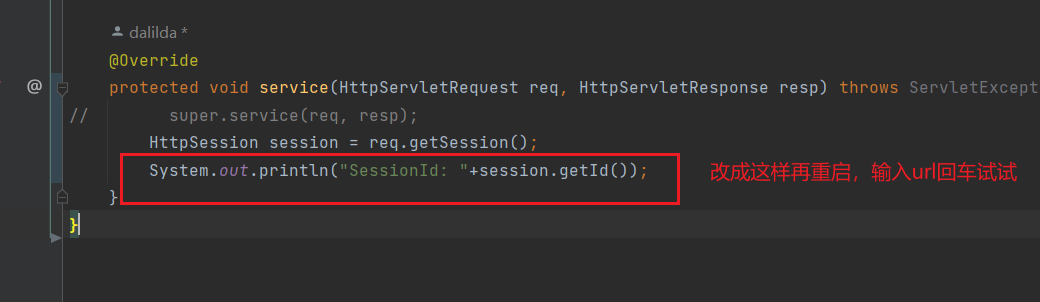 dalilda *
@Override
@ protected void service(HttpServletRequest req, HttpServletResponse resp) throws ServletExcept
// super.service(req, resp);
HttpSession session = req.getSession();
System.out.println("SessionId: "+session.getId()); 改成这样再重启，输入url回车试试
}
}